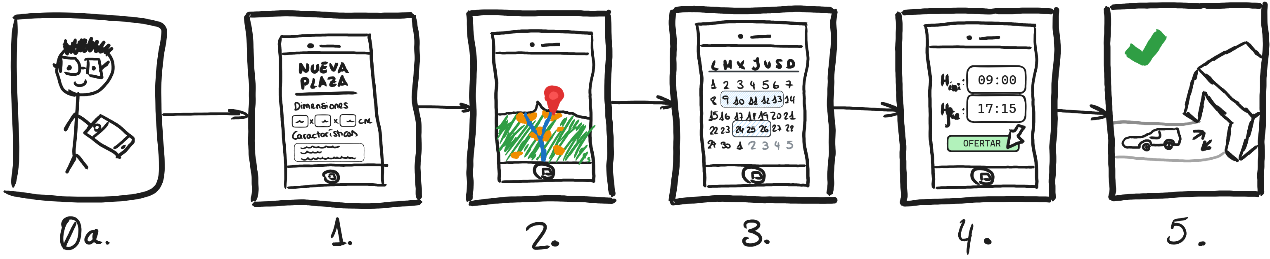 NUEVA
PLAZA
Dimensiones
x x cm
Características
L M X J V S D
1 2 3 4 5 6 7
8 9 10 11 12 13 14
15 16 17 18 19 20 21
22 23 24 25 26 27 28
29 30 1 2 3 4 5
H ini: 09:00
17:15
OFERTAR
0a.
1.
2.
3.
4.
5.